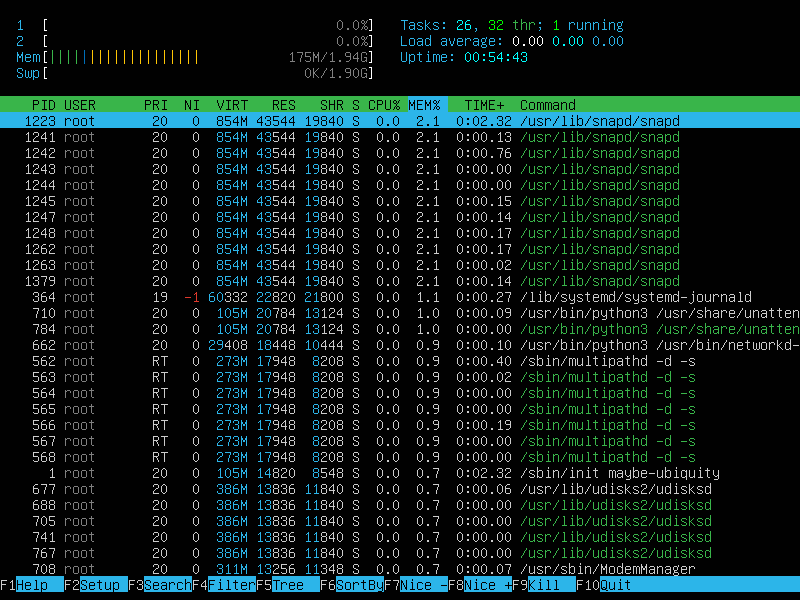 1 [ 0.0%] Tasks: 26, 32 thr; 1 running
2 [ 0.0%] Load average: 0.00 0.00 0.00
Mem[||||||||||||||||||| 175M/1.94G] Uptime: 00:54:43
Swp[ 0K/1.90G]
PID USER PRI NI VIRT RES SHR S CPU% MEM% TIME+ Command
1223 root 20 0 854M 43544 19840 S 0.0 2.1 0:02.32 /usr/lib/snapd/snapd
1241 root 20 0 854M 43544 19840 S 0.0 2.1 0:00.13 /usr/lib/snapd/snapd
1242 root 20 0 854M 43544 19840 S 0.0 2.1 0:00.76 /usr/lib/snapd/snapd
1243 root 20 0 854M 43544 19840 S 0.0 2.1 0:00.00 /usr/lib/snapd/snapd
1244 root 20 0 854M 43544 19840 S 0.0 2.1 0:00.00 /usr/lib/snapd/snapd
1245 root 20 0 854M 43544 19840 S 0.0 2.1 0:00.15 /usr/lib/snapd/snapd
1247 root 20 0 854M 43544 19840 S 0.0 2.1 0:00.14 /usr/lib/snapd/snapd
1248 root 20 0 854M 43544 19840 S 0.0 2.1 0:00.17 /usr/lib/snapd/snapd
1262 root 20 0 854M 43544 19840 S 0.0 2.1 0:00.17 /usr/lib/snapd/snapd
1263 root 20 0 854M 43544 19840 S 0.0 2.1 0:00.02 /usr/lib/snapd/snapd
1379 root 20 0 854M 43544 19840 S 0.0 2.1 0:00.14 /usr/lib/snapd/snapd
364 root 19 -1 60332 22820 21800 S 0.0 1.1 0:00.27 /lib/systemd/systemd-journald
710 root 20 0 105M 20784 13124 S 0.0 1.0 0:00.09 /usr/bin/python3 /usr/share/unatten
784 root 20 0 105M 20784 13124 S 0.0 1.0 0:00.00 /usr/bin/python3 /usr/share/unatten
662 root 20 0 29408 18448 10444 S 0.0 0.9 0:00.10 /usr/bin/python3 /usr/bin/networkd-
562 root RT 0 273M 17948 8208 S 0.0 0.9 0:00.40 /sbin/multipathd -d -s
563 root RT 0 273M 17948 8208 S 0.0 0.9 0:00.02 /sbin/multipathd -d -s
564 root RT 0 273M 17948 8208 S 0.0 0.9 0:00.00 /sbin/multipathd -d -s
565 root RT 0 273M 17948 8208 S 0.0 0.9 0:00.00 /sbin/multipathd -d -s
566 root RT 0 273M 17948 8208 S 0.0 0.9 0:00.19 /sbin/multipathd -d -s
567 root RT 0 273M 17948 8208 S 0.0 0.9 0:00.00 /sbin/multipathd -d -s
568 root RT 0 273M 17948 8208 S 0.0 0.9 0:00.00 /sbin/multipathd -d -s
1 root 20 0 105M 14820 8548 S 0.0 0.7 0:02.32 /sbin/init maybe-ubiquity
677 root 20 0 386M 13836 11840 S 0.0 0.7 0:00.06 /usr/lib/udisks2/udisksd
688 root 20 0 386M 13836 11840 S 0.0 0.7 0:00.00 /usr/lib/udisks2/udisksd
705 root 20 0 386M 13836 11840 S 0.0 0.7 0:00.00 /usr/lib/udisks2/udisksd
741 root 20 0 386M 13836 11840 S 0.0 0.7 0:00.00 /usr/lib/udisks2/udisksd
767 root 20 0 386M 13836 11840 S 0.0 0.7 0:00.00 /usr/lib/udisks2/udisksd
708 root 20 0 311M 13256 11348 S 0.0 0.7 0:00.07 /usr/sbin/ModemManager
F1Help F2Setup F3SearchF4FilterF5Tree F6SortByF7Nice -F8Nice +F9Kill F10Quit